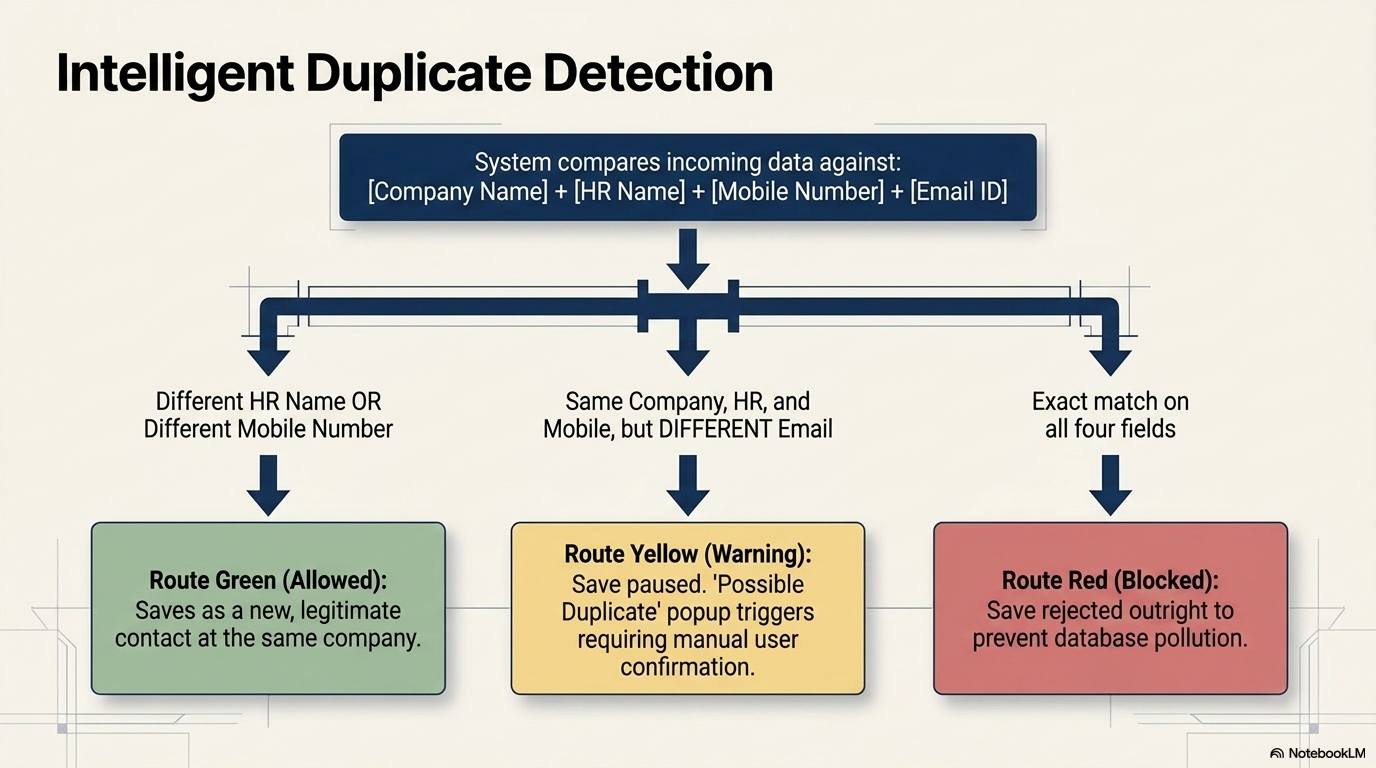 Intelligent Duplicate Detection
System compares incoming data against:
[Company Name] + [HR Name] + [Mobile Number] + [Email ID]
Different HR Name OR
Different Mobile Number
Same Company, HR, and
Mobile, but DIFFERENT Email
Exact match on
all four fields
Route Green (Allowed):
Saves as a new, legitimate
contact at the same company.
Route Yellow (Warning):
Save paused. 'Possible
Duplicate' popup triggers
requiring manual user
confirmation.
Route Red (Blocked):
Save rejected outright to
prevent database pollution.
NotebookLM